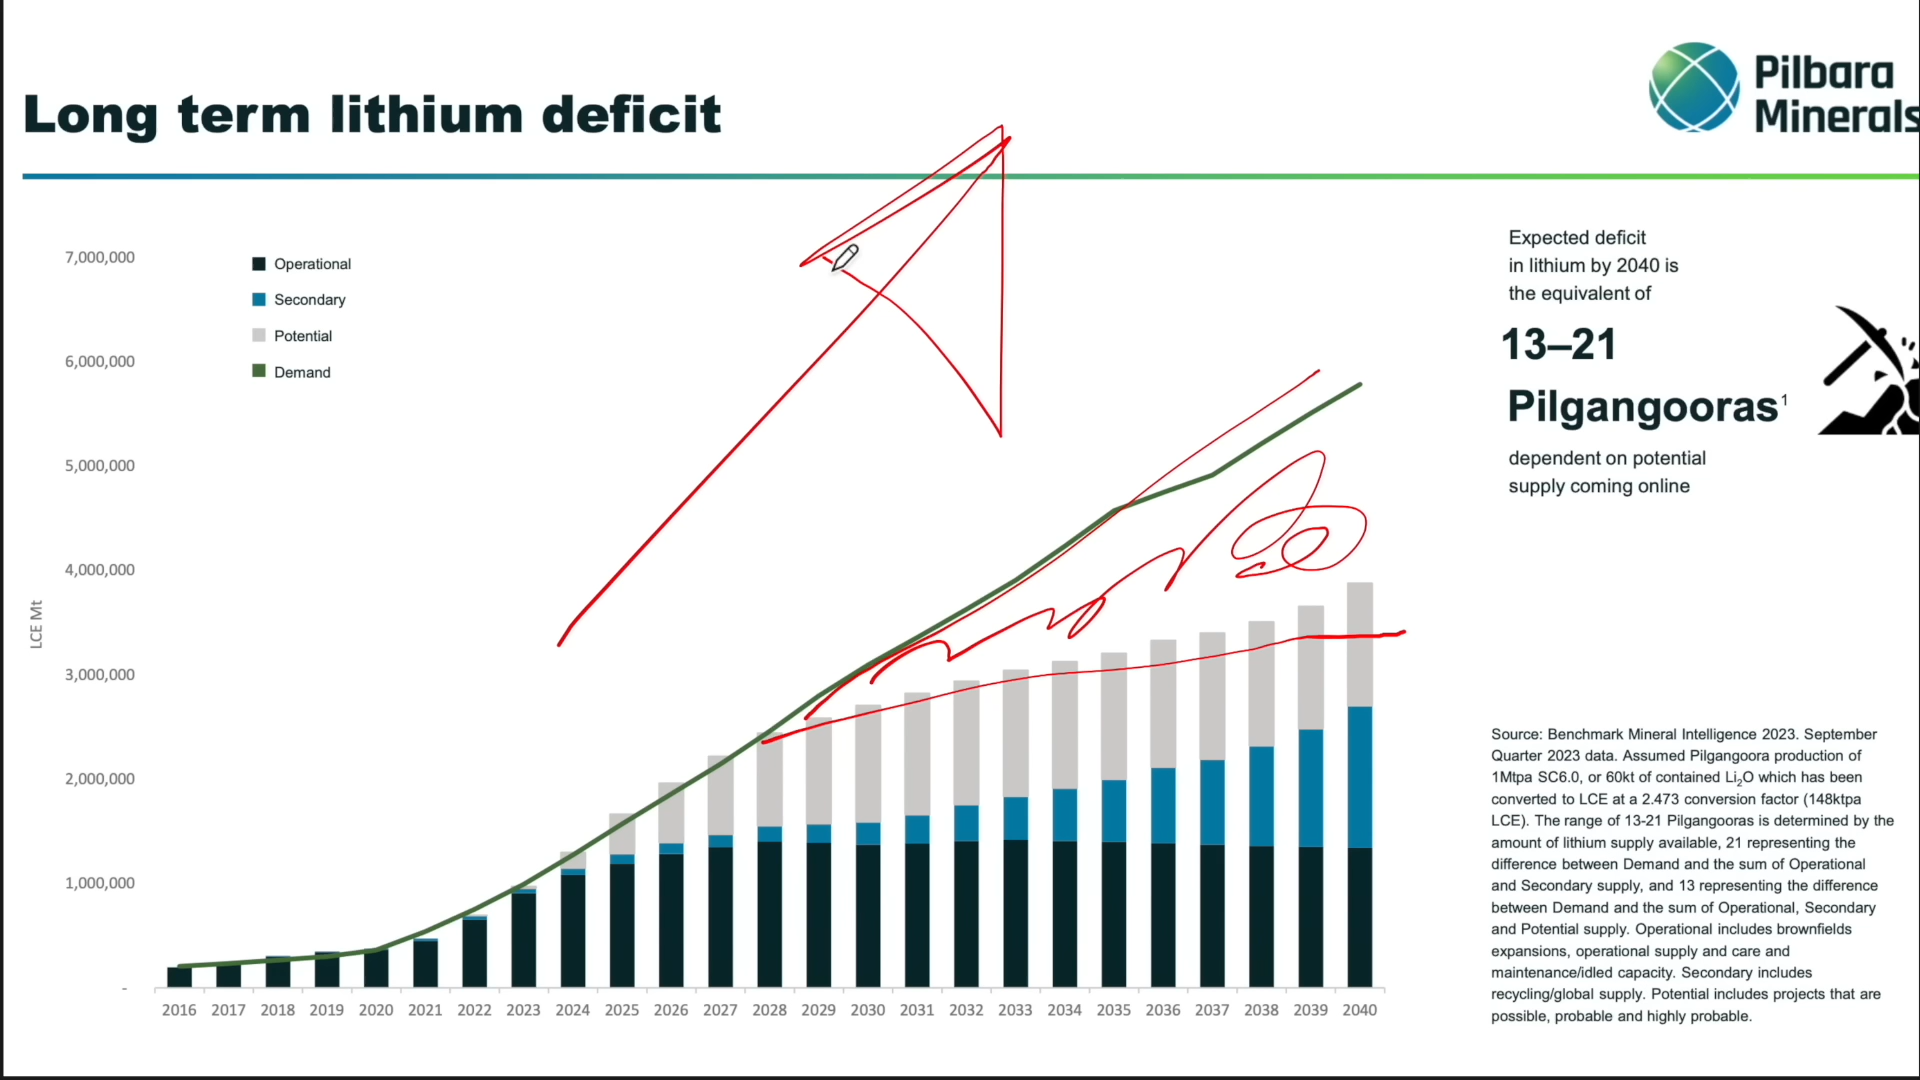 Pilbara
Minerals
Long term lithium deficit
7,000,000
6,000,000
5,000,000
4,000,000
3,000,000
2,000,000
1,000,000
-
LCE Mt
Operational
Secondary
Potential
Demand
2016 2017 2018 2019 2020 2021 2022 2023 2024 2025 2026 2027 2028 2029 2030 2031 2032 2033 2034 2035 2036 2037 2038 2039 2040
Expected deficit
in lithium by 2040 is
the equivalent of
13–21
Pilgangooras¹
dependent on potential
supply coming online
Source: Benchmark Mineral Intelligence 2023. September
Quarter 2023 data. Assumed Pilgangoora production of
1Mtpa SC6.0, or 60kt of contained Li₂O which has been
converted to LCE at a 2.473 conversion factor (148ktpa
LCE). The range of 13-21 Pilgangooras is determined by the
amount of lithium supply available, 21 representing the
difference between Demand and the sum of Operational
and Secondary supply, and 13 representing the difference
between Demand and the sum of Operational, Secondary
and Potential supply. Operational includes brownfields
expansions, operational supply and care and
maintenance/idled capacity. Secondary includes
recycling/global supply. Potential includes projects that are
possible, probable and highly probable.